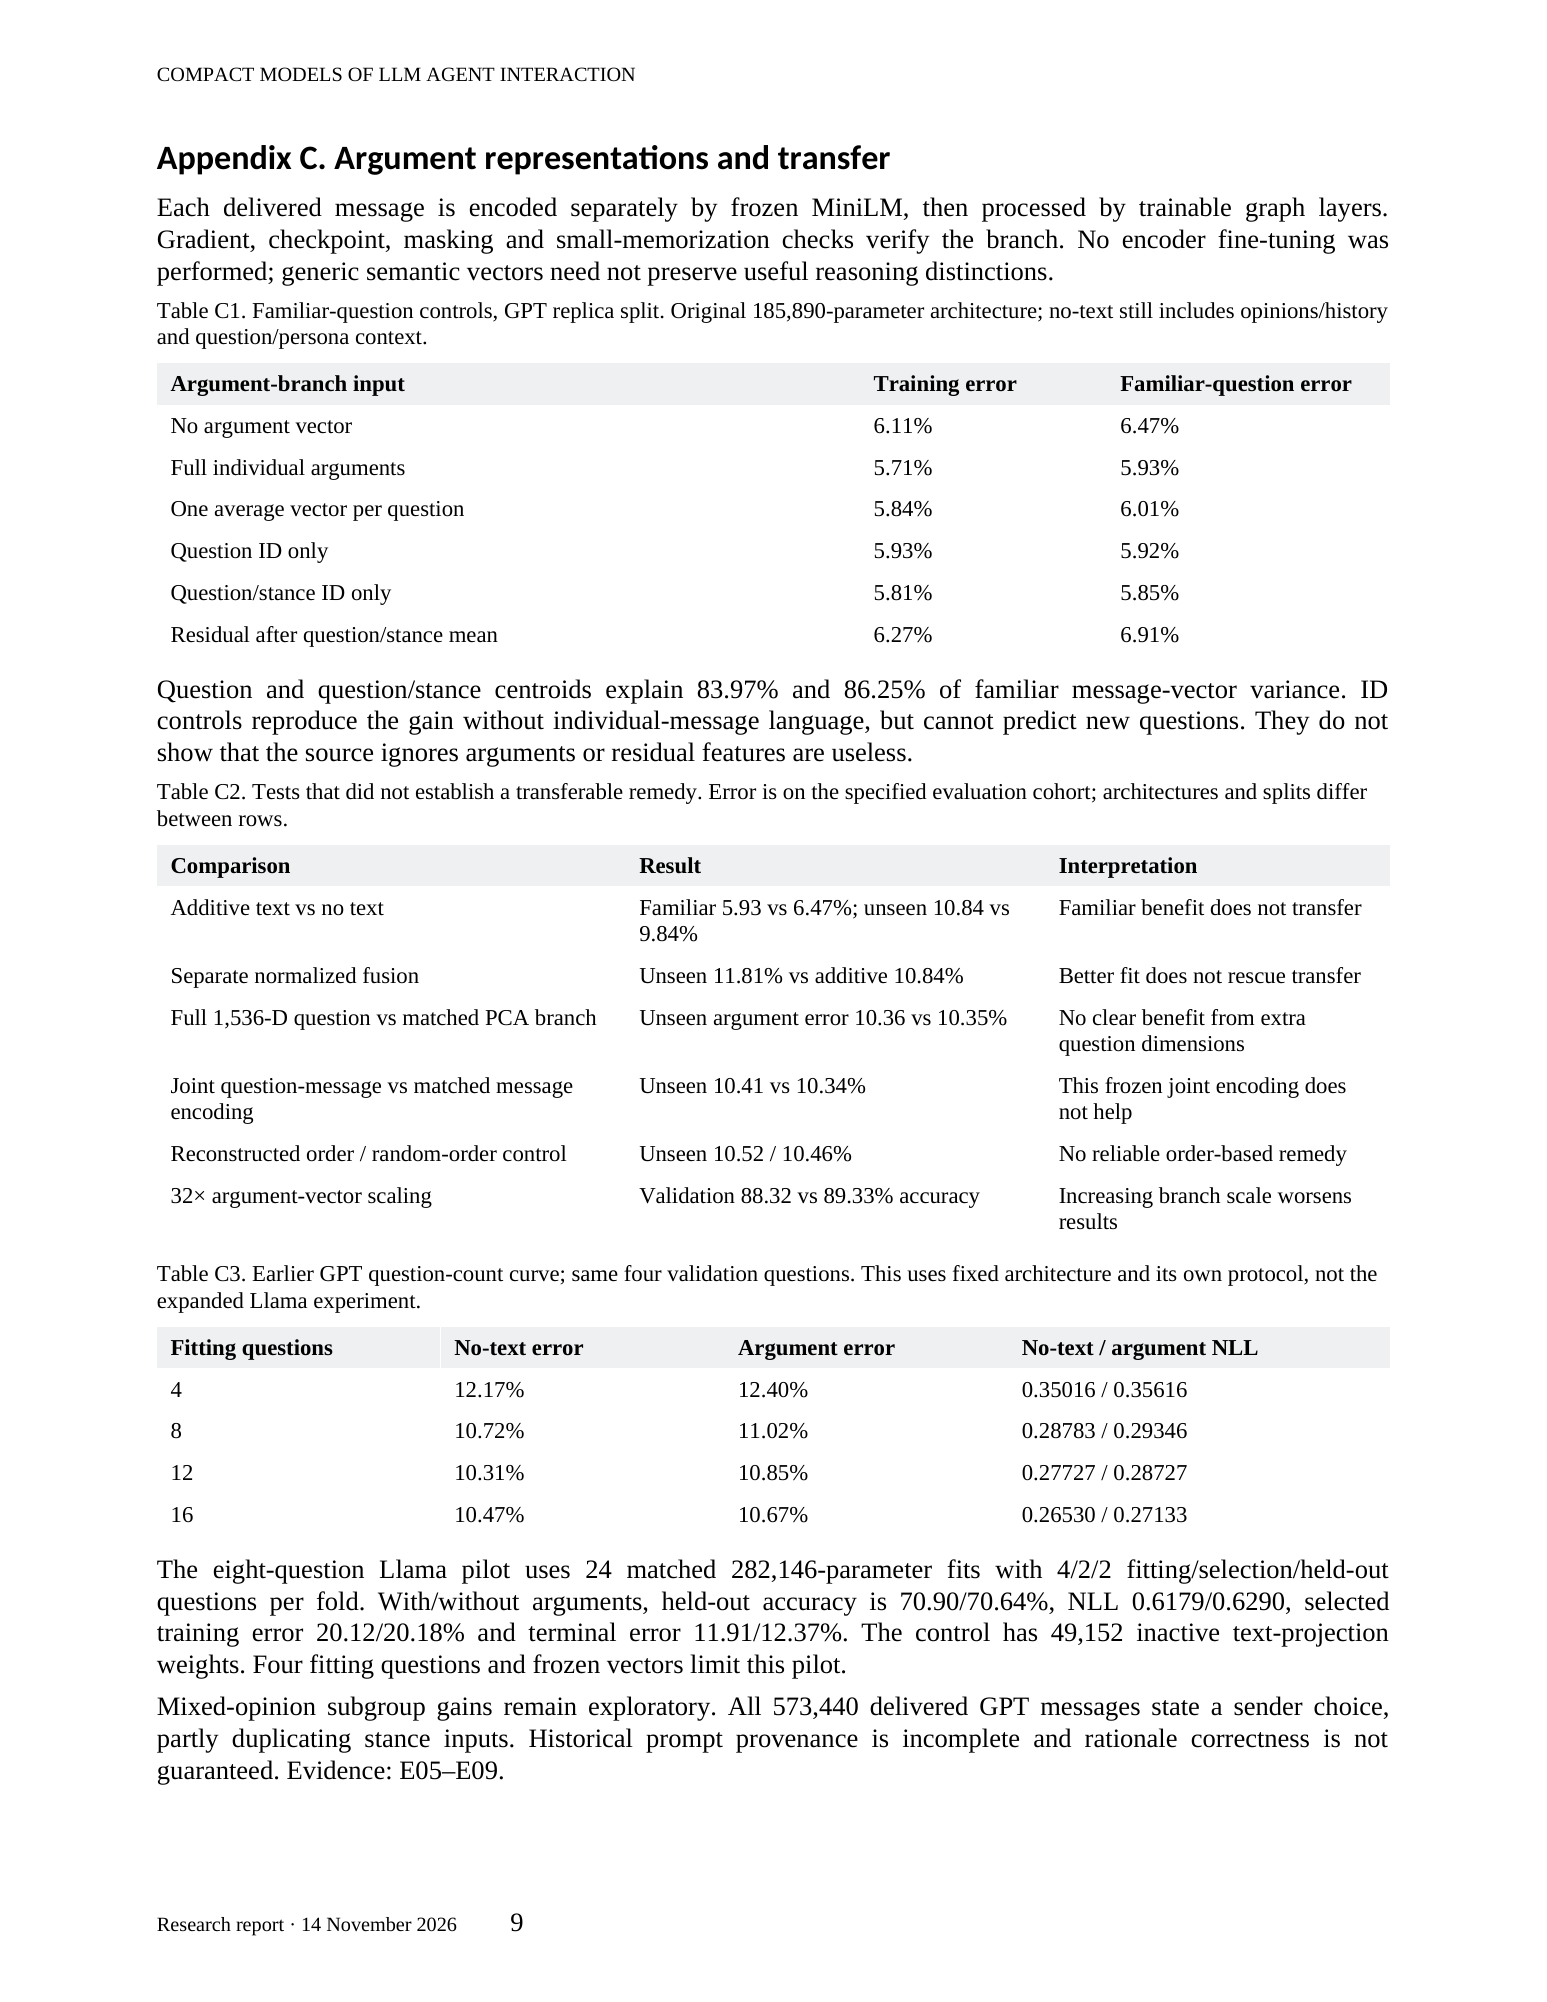 COMPACT MODELS OF LLM AGENT INTERACTION
Appendix C. Argument representations and transfer
Each delivered message is encoded separately by frozen MiniLM, then processed by trainable graph layers.
Gradient, checkpoint, masking and small-memorization checks verify the branch. No encoder fine-tuning was
performed; generic semantic vectors need not preserve useful reasoning distinctions.
Table C1. Familiar-question controls, GPT replica split. Original 185,890-parameter architecture; no-text still includes opinions/history
and question/persona context.
Argument-branch input Training error Familiar-question error
No argument vector 6.11% 6.47%
Full individual arguments 5.71% 5.93%
One average vector per question 5.84% 6.01%
Question ID only 5.93% 5.92%
Question/stance ID only 5.81% 5.85%
Residual after question/stance mean 6.27% 6.91%
Question and question/stance centroids explain 83.97% and 86.25% of familiar message-vector variance. ID
controls reproduce the gain without individual-message language, but cannot predict new questions. They do not
show that the source ignores arguments or residual features are useless.
Table C2. Tests that did not establish a transferable remedy. Error is on the specified evaluation cohort; architectures and splits differ
between rows.
Comparison Result Interpretation
Additive text vs no text Familiar 5.93 vs 6.47%; unseen 10.84 vs Familiar benefit does not transfer
9.84%
Separate normalized fusion Unseen 11.81% vs additive 10.84% Better fit does not rescue transfer
Full 1,536-D question vs matched PCA branch Unseen argument error 10.36 vs 10.35% No clear benefit from extra
question dimensions
Joint question-message vs matched message Unseen 10.41 vs 10.34% This frozen joint encoding does
encoding not help
Reconstructed order / random-order control Unseen 10.52 / 10.46% No reliable order-based remedy
32× argument-vector scaling Validation 88.32 vs 89.33% accuracy Increasing branch scale worsens
results
Table C3. Earlier GPT question-count curve; same four validation questions. This uses fixed architecture and its own protocol, not the
expanded Llama experiment.
Fitting questions No-text error Argument error No-text / argument NLL
4 12.17% 12.40% 0.35016 / 0.35616
8 10.72% 11.02% 0.28783 / 0.29346
12 10.31% 10.85% 0.27727 / 0.28727
16 10.47% 10.67% 0.26530 / 0.27133
The eight-question Llama pilot uses 24 matched 282,146-parameter fits with 4/2/2 fitting/selection/held-out
questions per fold. With/without arguments, held-out accuracy is 70.90/70.64%, NLL 0.6179/0.6290, selected
training error 20.12/20.18% and terminal error 11.91/12.37%. The control has 49,152 inactive text-projection
weights. Four fitting questions and frozen vectors limit this pilot.
Mixed-opinion subgroup gains remain exploratory. All 573,440 delivered GPT messages state a sender choice,
partly duplicating stance inputs. Historical prompt provenance is incomplete and rationale correctness is not
guaranteed. Evidence: E05–E09.
Research report · 14 November 2026 9